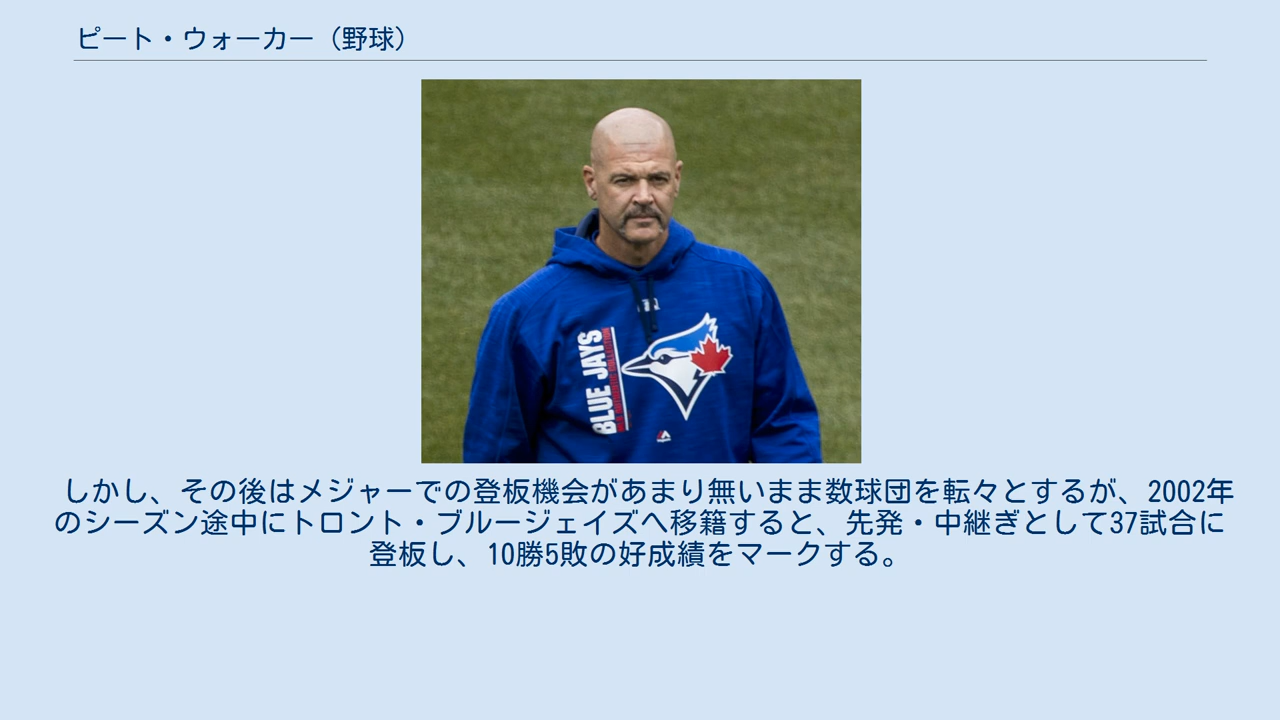 ピート・ウォーカー（野球）
BLUE JAYS
しかし、その後はメジャーでの登板機会があまり無いまま数球団を転々とするが、2002年
のシーズン途中にトロント・ブルージェイズへ移籍すると、先発・中継ぎとして37試合に
登板し、10勝5敗の好成績をマークする。